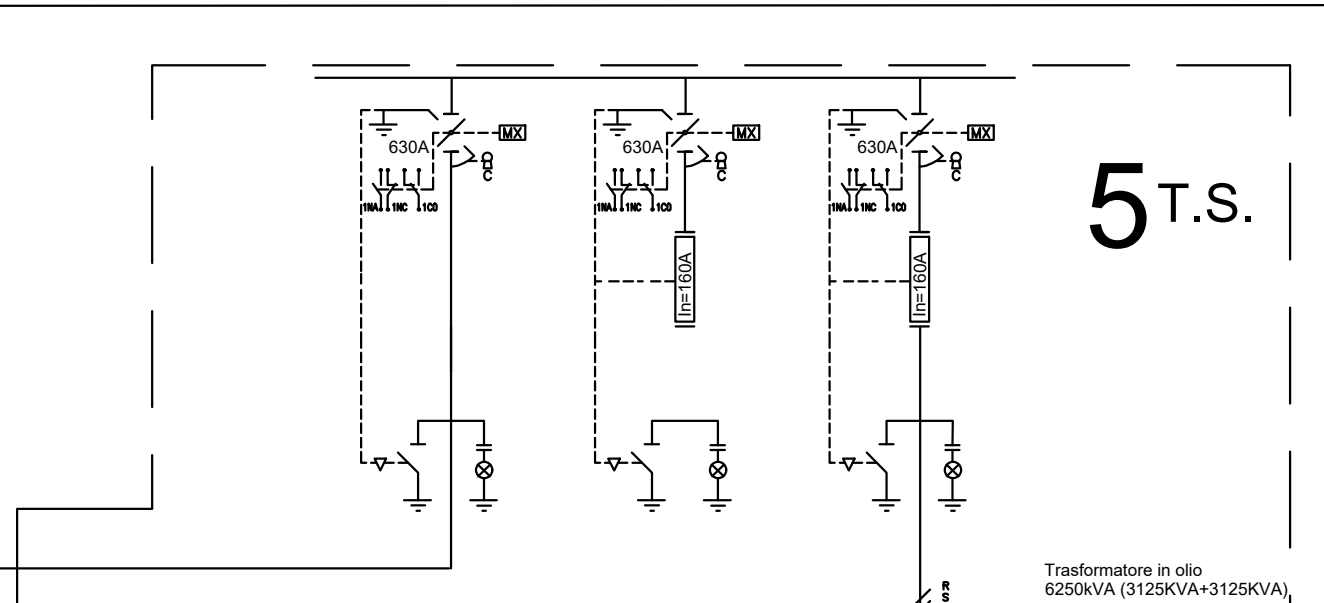 MX MX MX
630A 630A 630A
C C C
1NA 1NC 1CO 1NA 1NC 1CO 1NA 1NC 1CO
5 T.S.
In=160A In=160A
Trasformatore in olio
R 6250kVA (3125KVA+3125KVA)
S